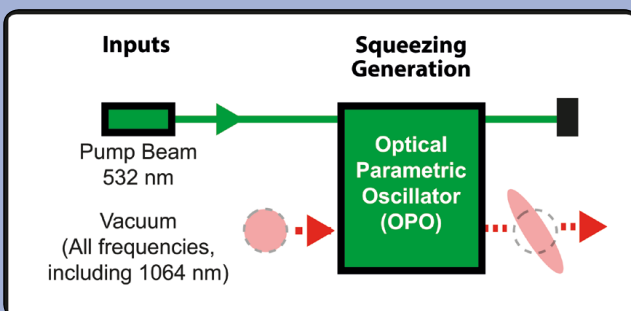 Inputs
Squeezing
Generation
Pump Beam
532 nm
Optical
Parametric
Oscillator
(OPO)
Vacuum
(All frequencies,
including 1064 nm)